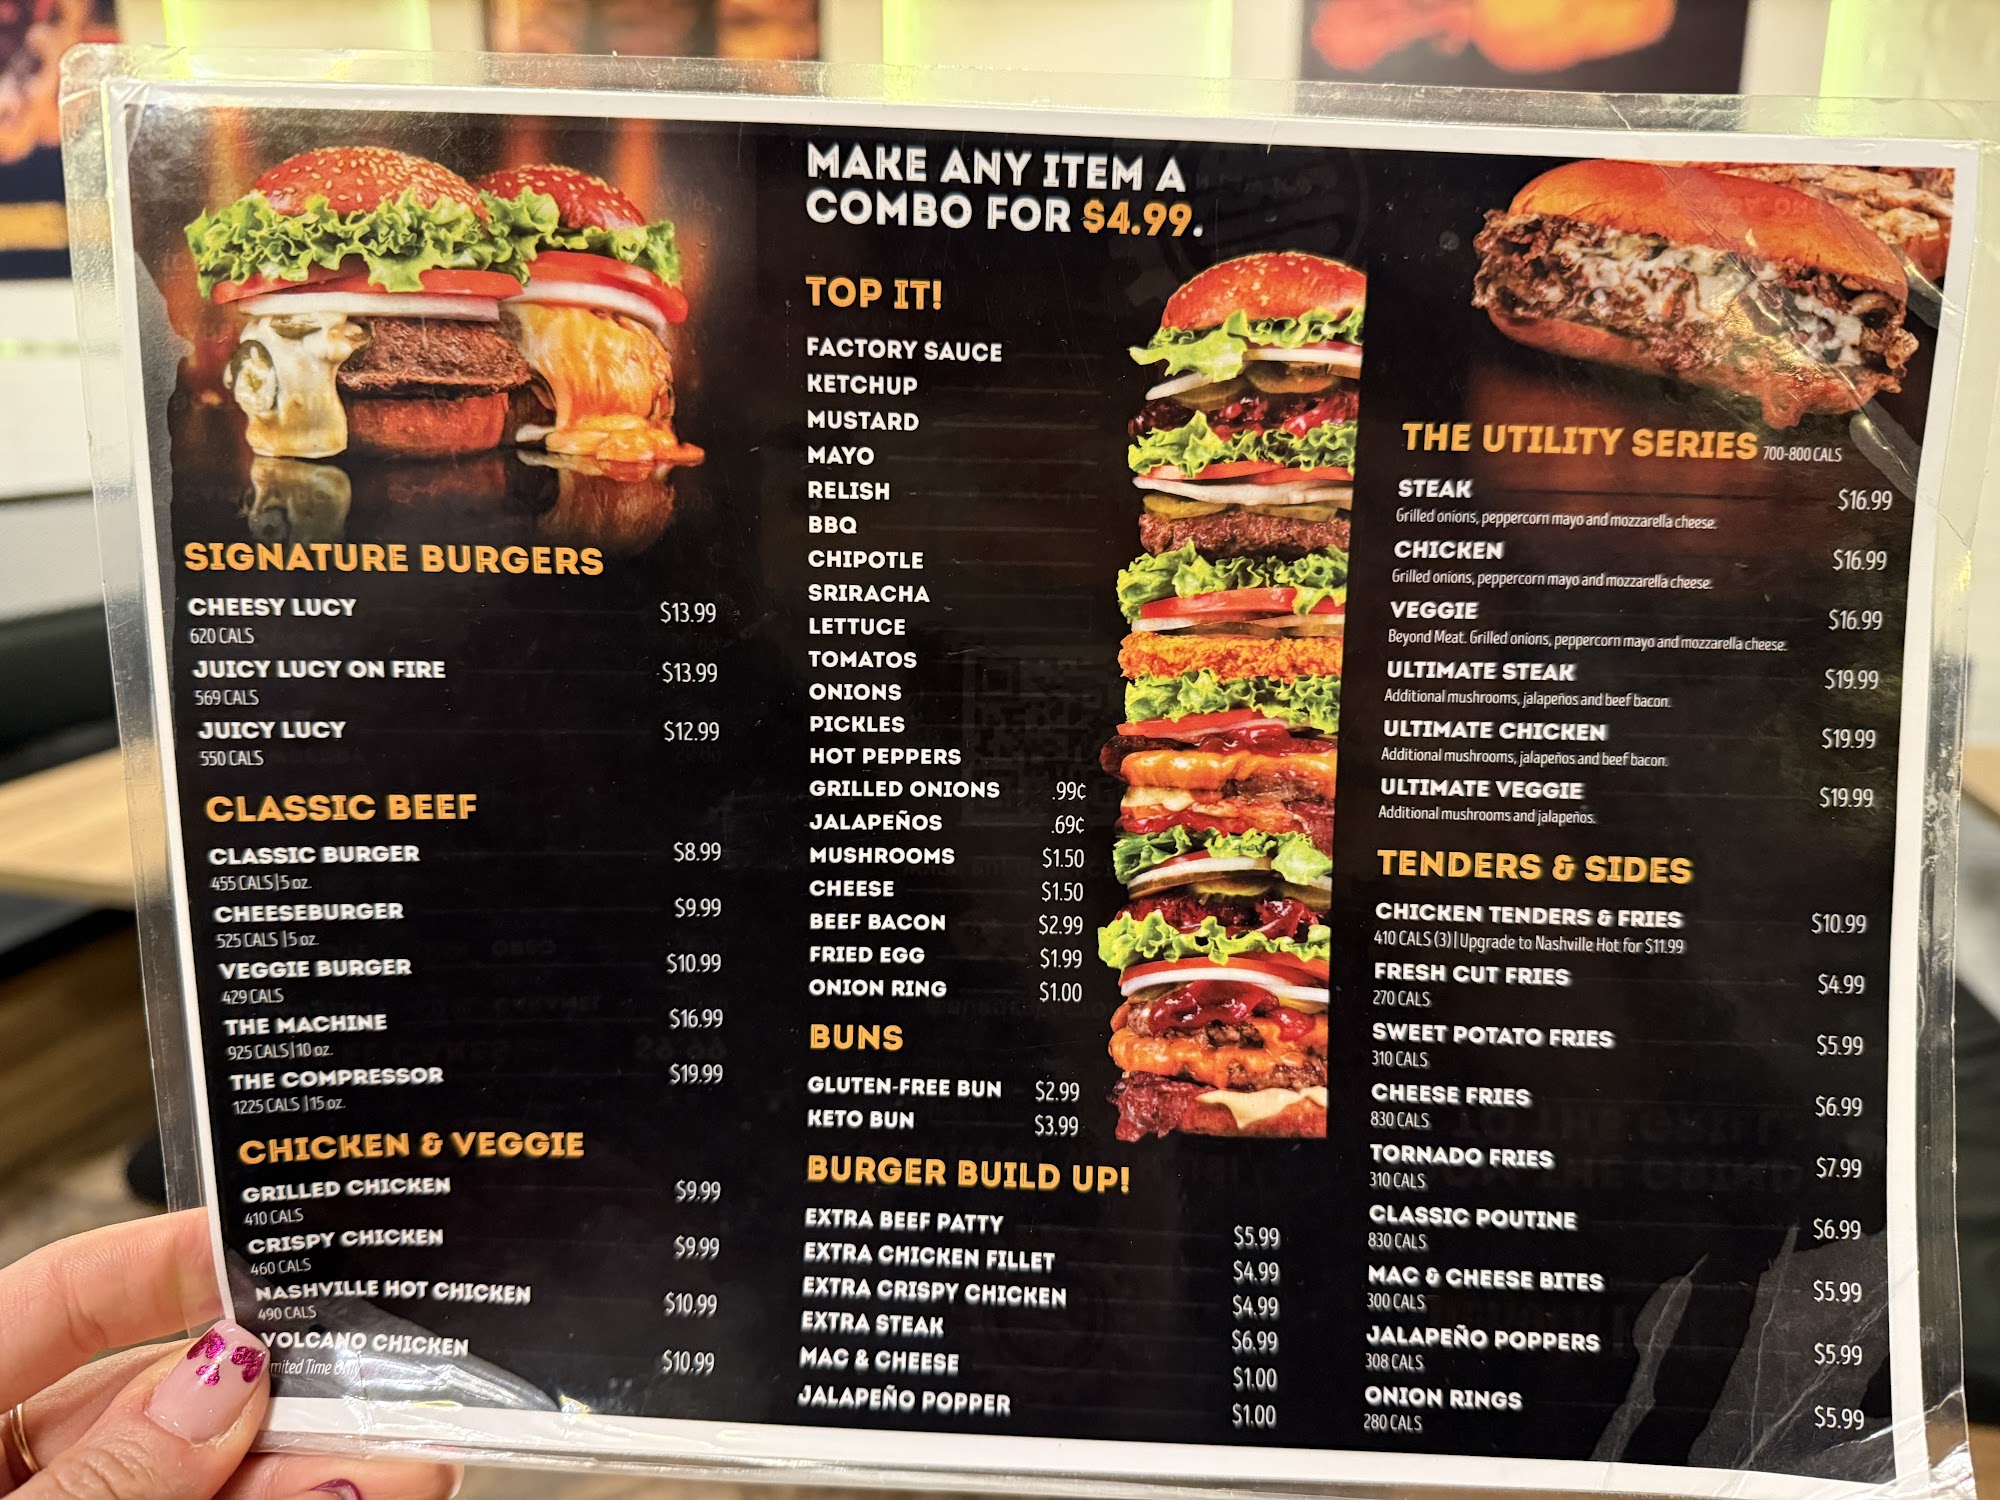 SIGNATURE BURGERS
CHEESY LUCY $13.99
620 CALS
JUICY LUCY ON FIRE $13.99
569 CALS
JUICY LUCY $12.99
550 CALS
CLASSIC BEEF
CLASSIC BURGER $8.99
455 CALS|5 oz.
CHEESEBURGER $9.99
525 CALS |5 oz.
VEGGIE BURGER $10.99
429 CALS
THE MACHINE $16.99
925 CALS|10 oz.
THE COMPRESSOR $19.99
1225 CALS |15 oz.
CHICKEN & VEGGIE
GRILLED CHICKEN $9.99
410 CALS
CRISPY CHICKEN $9.99
460 CALS
NASHVILLE HOT CHICKEN $10.99
490 CALS
VOLCANO CHICKEN $10.99
Time Only
MAKE ANY ITEM A
COMBO FOR $4.99.
TOP IT!
FACTORY SAUCE
KETCHUP
MUSTARD
MAYO
RELISH
BBQ
CHIPOTLE
SRIRACHA
LETTUCE
TOMATOS
ONIONS
PICKLES
HOT PEPPERS
GRILLED ONIONS .99¢
JALAPEÑOS .69¢
MUSHROOMS $1.50
CHEESE $1.50
BEEF BACON $2.99
FRIED EGG $1.99
ONION RING $1.00
BUNS
GLUTEN-FREE BUN $2.99
KETO BUN $3.99
BURGER BUILD UP!
EXTRA BEEF PATTY $5.99
EXTRA CHICKEN FILLET $4.99
EXTRA CRISPY CHICKEN $4.99
EXTRA STEAK $6.99
MAC & CHEESE $1.00
JALAPEÑO POPPER $1.00
THE UTILITY SERIES 700-800 CALS
STEAK $16.99
Grilled onions, peppercorn mayo and mozzarella cheese.
CHICKEN $16.99
Grilled onions, peppercorn mayo and mozzarella cheese.
VEGGIE $16.99
Beyond Meat. Grilled onions, peppercorn mayo and mozzarella cheese.
ULTIMATE STEAK $19.99
Additional mushrooms, jalapeños and beef bacon.
ULTIMATE CHICKEN $19.99
Additional mushrooms, jalapeños and beef bacon.
ULTIMATE VEGGIE $19.99
Additional mushrooms and jalapeños.
TENDERS & SIDES
CHICKEN TENDERS & FRIES $10.99
410 CALS (3)|Upgrade to Nashville Hot for $11.99
FRESH CUT FRIES $4.99
270 CALS
SWEET POTATO FRIES $5.99
310 CALS
CHEESE FRIES $6.99
830 CALS
TORNADO FRIES $7.99
310 CALS
CLASSIC POUTINE $6.99
830 CALS
MAC & CHEESE BITES $5.99
300 CALS
JALAPEÑO POPPERS $5.99
308 CALS
ONION RINGS $5.99
280 CALS